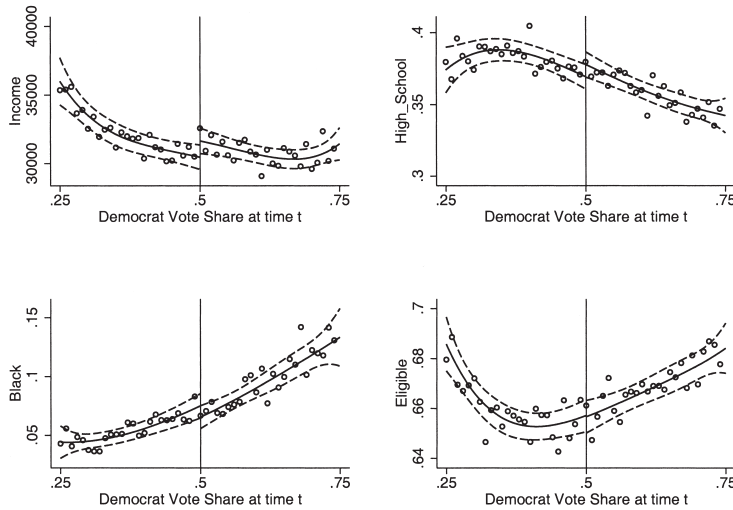 40000
35000
30000
Income
.25 .5 .75
Democrat Vote Share at time t
.4
.35
.3
High_School
.25 .5 .75
Democrat Vote Share at time t
.15
.1
.05
Black
.25 .5 .75
Democrat Vote Share at time t
.7
.68
.66
.64
Eligible
.25 .5 .75
Democrat Vote Share at time t